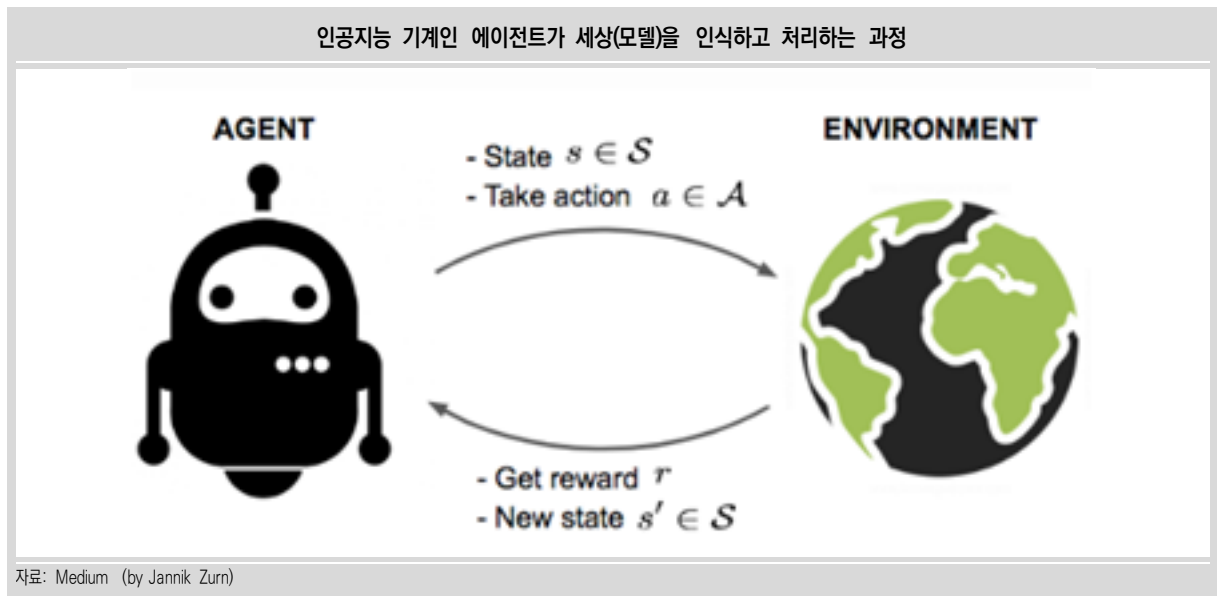 인공지능 기계인 에이전트가 세상(모델)을 인식하고 처리하는 과정
AGENT
ENVIRONMENT
- State s ∈ 𝒮
- Take action a ∈ 𝒜
- Get reward r
- New state s′ ∈ 𝒮
자료: Medium (by Jannik Zurn)